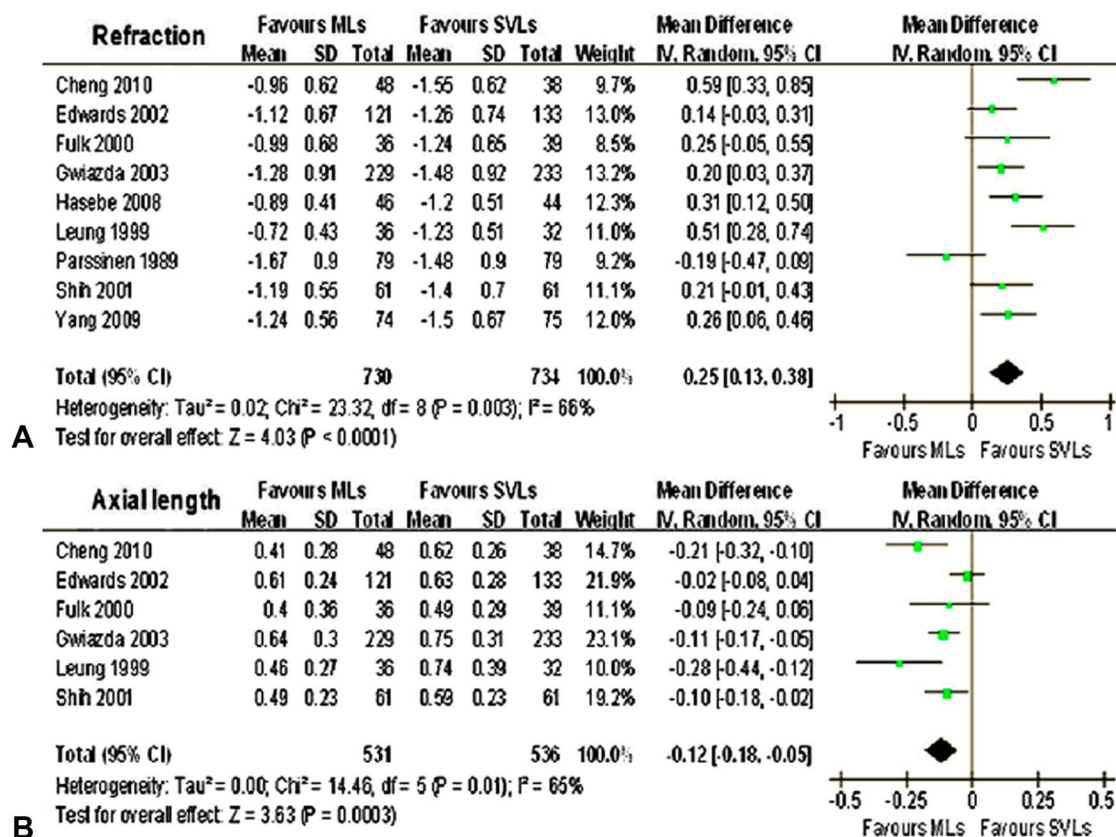 Refraction Favours MLs Favours SVLs Mean Difference Mean Difference
Mean SD Total Mean SD Total Weight IV, Random, 95% CI IV, Random, 95% CI
Cheng 2010 -0.96 0.62 48 -1.55 0.62 38 9.7% 0.59 [0.33, 0.85]
Edwards 2002 -1.12 0.67 121 -1.26 0.74 133 13.0% 0.14 [-0.03, 0.31]
Fulk 2000 -0.99 0.68 36 -1.24 0.65 39 8.5% 0.25 [-0.05, 0.55]
Gwiazda 2003 -1.28 0.91 229 -1.48 0.92 233 13.2% 0.20 [0.03, 0.37]
Hasebe 2008 -0.89 0.41 46 -1.2 0.51 44 12.3% 0.31 [0.12, 0.50]
Leung 1999 -0.72 0.43 36 -1.23 0.51 32 11.0% 0.51 [0.28, 0.74]
Parssinen 1989 -1.67 0.9 79 -1.48 0.9 79 9.2% -0.19 [-0.47, 0.09]
Shih 2001 -1.19 0.55 61 -1.4 0.7 61 11.1% 0.21 [-0.01, 0.43]
Yang 2009 -1.24 0.56 74 -1.5 0.67 75 12.0% 0.26 [0.06, 0.46]
Total (95% CI) 730 734 100.0% 0.25 [0.13, 0.38]
Heterogeneity: Tau² = 0.02; Chi² = 23.32, df = 8 (P = 0.003); I² = 66%
-1 -0.5 0 0.5 1
A Test for overall effect: Z = 4.03 (P < 0.0001)
Favours MLs Favours SVLs
Axial length Favours MLs Favours SVLs Mean Difference Mean Difference
Mean SD Total Mean SD Total Weight IV, Random, 95% CI IV, Random, 95% CI
Cheng 2010 0.41 0.28 48 0.62 0.26 38 14.7% -0.21 [-0.32, -0.10]
Edwards 2002 0.61 0.24 121 0.63 0.28 133 21.9% -0.02 [-0.08, 0.04]
Fulk 2000 0.4 0.36 36 0.49 0.29 39 11.1% -0.09 [-0.24, 0.06]
Gwiazda 2003 0.64 0.3 229 0.75 0.31 233 23.1% -0.11 [-0.17, -0.05]
Leung 1999 0.46 0.27 36 0.74 0.39 32 10.0% -0.28 [-0.44, -0.12]
Shih 2001 0.49 0.23 61 0.59 0.23 61 19.2% -0.10 [-0.18, -0.02]
Total (95% CI) 531 536 100.0% -0.12 [-0.18, -0.05]
Heterogeneity: Tau² = 0.00; Chi² = 14.46, df = 5 (P = 0.01); I² = 65%
-0.5 -0.25 0 0.25 0.5
B Test for overall effect: Z = 3.63 (P = 0.0003)
Favours MLs Favours SVLs